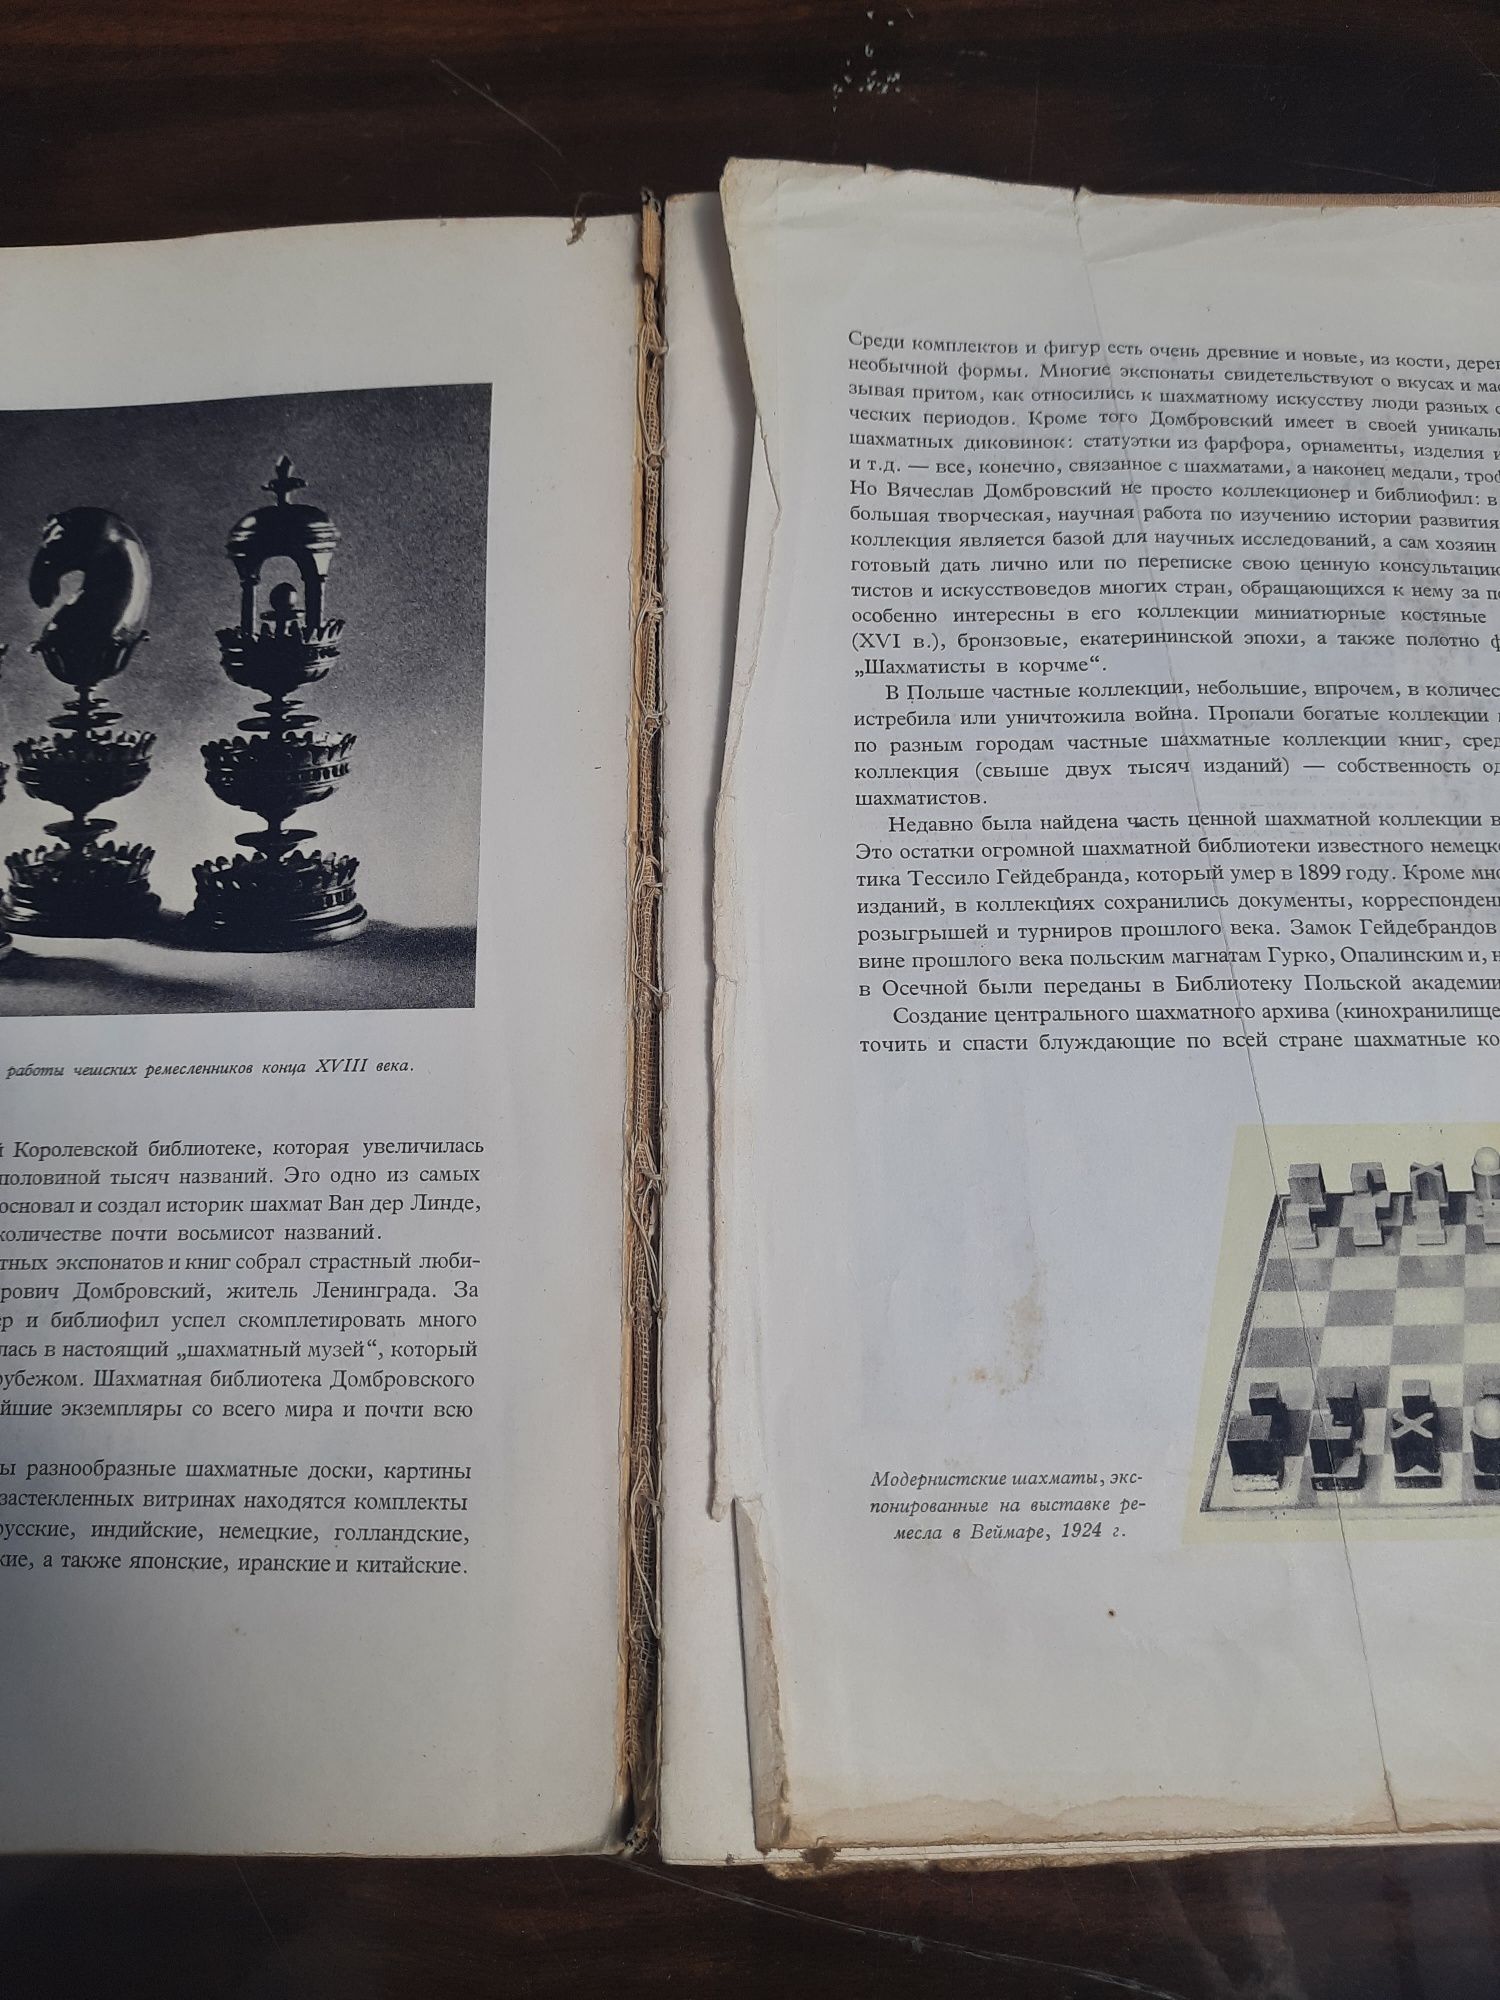 работы чешских ремесленников конца XVIII века.
Королевской библиотеке, которая увеличилась
половиной тысяч названий. Это одно из самых
основал и создал историк шахмат Ван дер Линде,
количестве почти восьмисот названий.
тных экспонатов и книг собрал страстный люби-
рович Домбровский, житель Ленинграда. За
ер и библиофил успел скомплетировать много
лась в настоящий „шахматный музей“, который
рубежом. Шахматная библиотека Домбровского
йшие экземпляры со всего мира и почти всю
ы разнообразные шахматные доски, картины
застекленных витринах находятся комплекты
русские, индийские, немецкие, голландские,
кие, а также японские, иранские и китайские.
Среди комплектов и фигур есть очень древние и новые, из кости, дере
необычной формы. Многие экспонаты свидетельствуют о вкусах и ма
зывая притом, как относились к шахматному искусству люди разных
ческих периодов. Кроме того Домбровский имеет в своей уникаль
шахматных диковинок: статуэтки из фарфора, орнаменты, изделия и
и т.д. — все, конечно, связанное с шахматами, а наконец медали, троф
Но Вячеслав Домбровский не просто коллекционер и библиофил: в
большая творческая, научная работа по изучению истории развития
коллекция является базой для научных исследований, а сам хозяин
готовый дать лично или по переписке свою ценную консультацию
тистов и искусствоведов многих стран, обращающихся к нему за по
особенно интересны в его коллекции миниатюрные костяные
(XVI в.), бронзовые, екатерининской эпохи, а также полотно ф
„Шахматисты в корчме“.
В Польше частные коллекции, небольшие, впрочем, в количес
истребила или уничтожила война. Пропали богатые коллекции
по разным городам частные шахматные коллекции книг, сред
коллекция (свыше двух тысяч изданий) — собственность од
шахматистов.
Недавно была найдена часть ценной шахматной коллекции в
Это остатки огромной шахматной библиотеки известного немецко
тика Тессило Гейдебранда, который умер в 1899 году. Кроме мно
изданий, в коллекциях сохранились документы, корреспонденц
розыгрышей и турниров прошлого века. Замок Гейдебрандов
вине прошлого века польским магнатам Гурко, Опалинским и, н
в Осечной были переданы в Библиотеку Польской академии
Создание центрального шахматного архива (кинохранилище
точить и спасти блуждающие по всей стране шахматные ко
Модернистские шахматы, экс-
понированные на выставке ре-
месла в Веймаре, 1924 г.